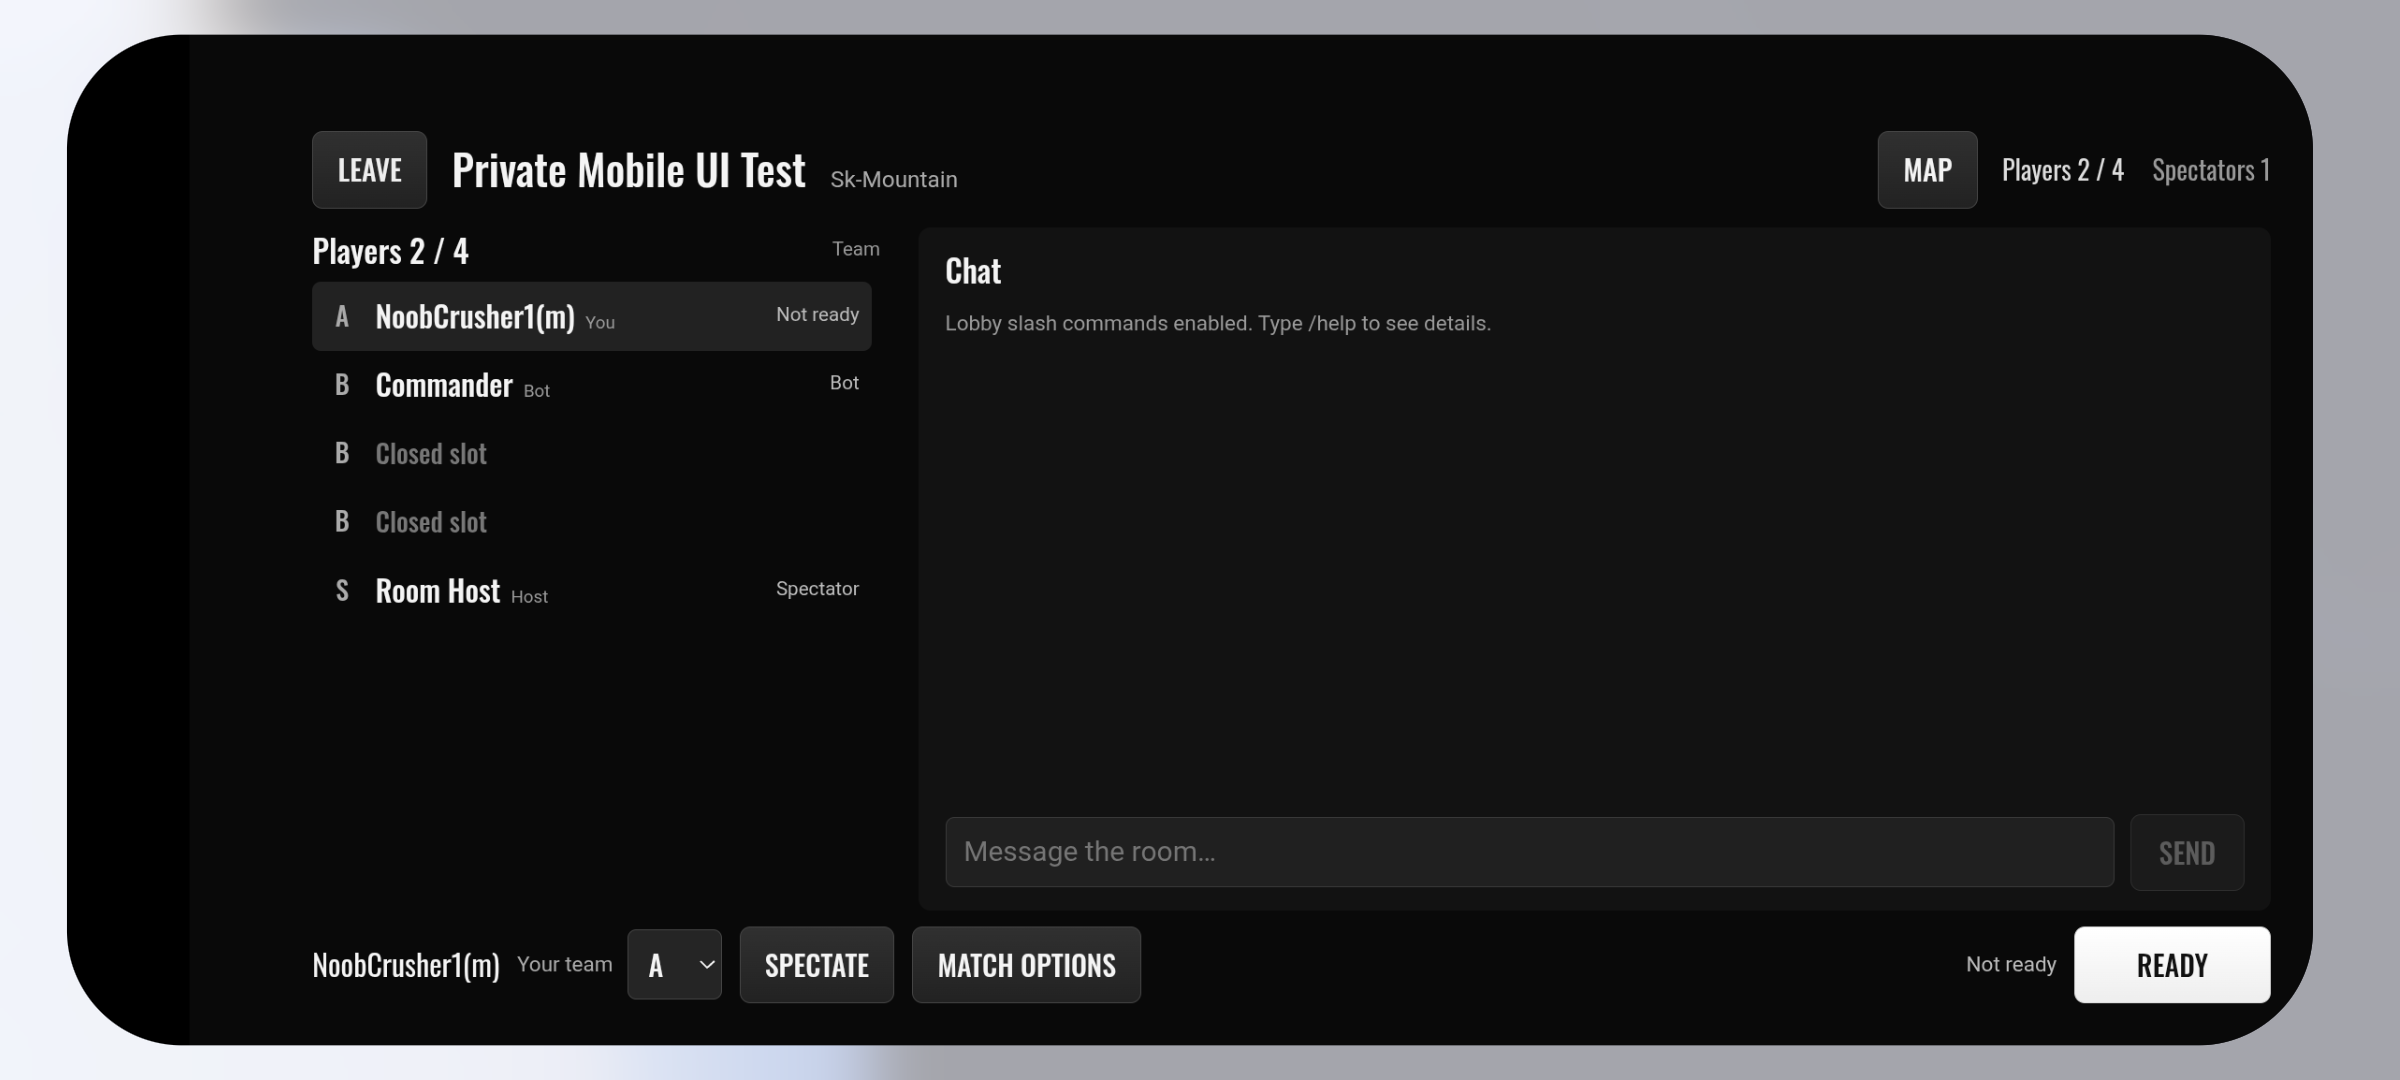 LEAVE Private Mobile UI Test Sk-Mountain MAP Players 2 / 4 Spectators 1
Players 2 / 4 Team
A NoobCrusher1(m) You Not ready
B Commander Bot Bot
B Closed slot
B Closed slot
S Room Host Host Spectator
Chat
Lobby slash commands enabled. Type /help to see details.
Message the room... SEND
NoobCrusher1(m) Your team A SPECTATE MATCH OPTIONS Not ready READY